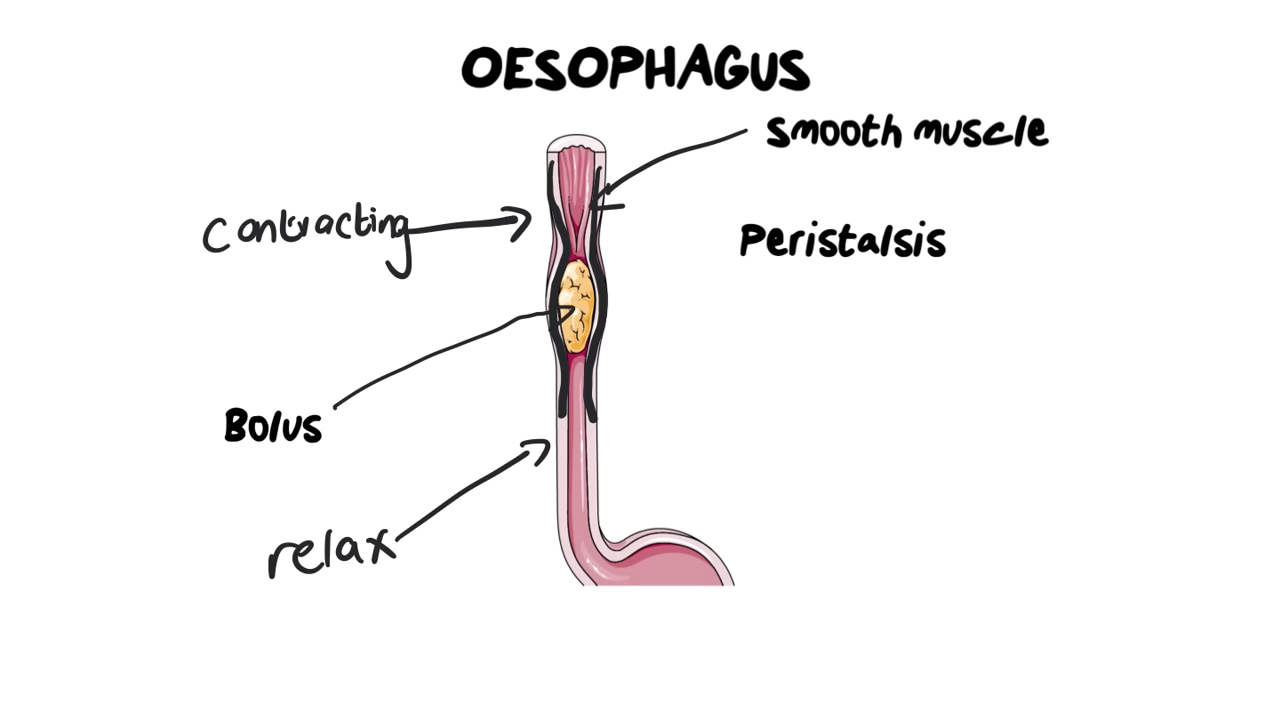 OESOPHAGUS
Smooth muscle
Contracting
Peristalsis
Bolus
relax